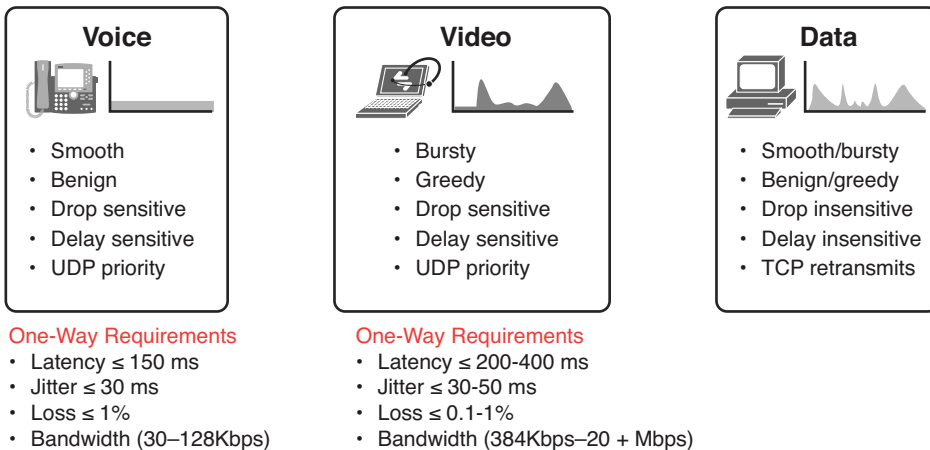 Voice
• Smooth
• Benign
• Drop sensitive
• Delay sensitive
• UDP priority
One-Way Requirements
• Latency ≤ 150 ms
• Jitter ≤ 30 ms
• Loss ≤ 1%
• Bandwidth (30–128Kbps)
Video
• Bursty
• Greedy
• Drop sensitive
• Delay sensitive
• UDP priority
One-Way Requirements
• Latency ≤ 200-400 ms
• Jitter ≤ 30-50 ms
• Loss ≤ 0.1-1%
• Bandwidth (384Kbps–20 + Mbps)
Data
• Smooth/bursty
• Benign/greedy
• Drop insensitive
• Delay insensitive
• TCP retransmits